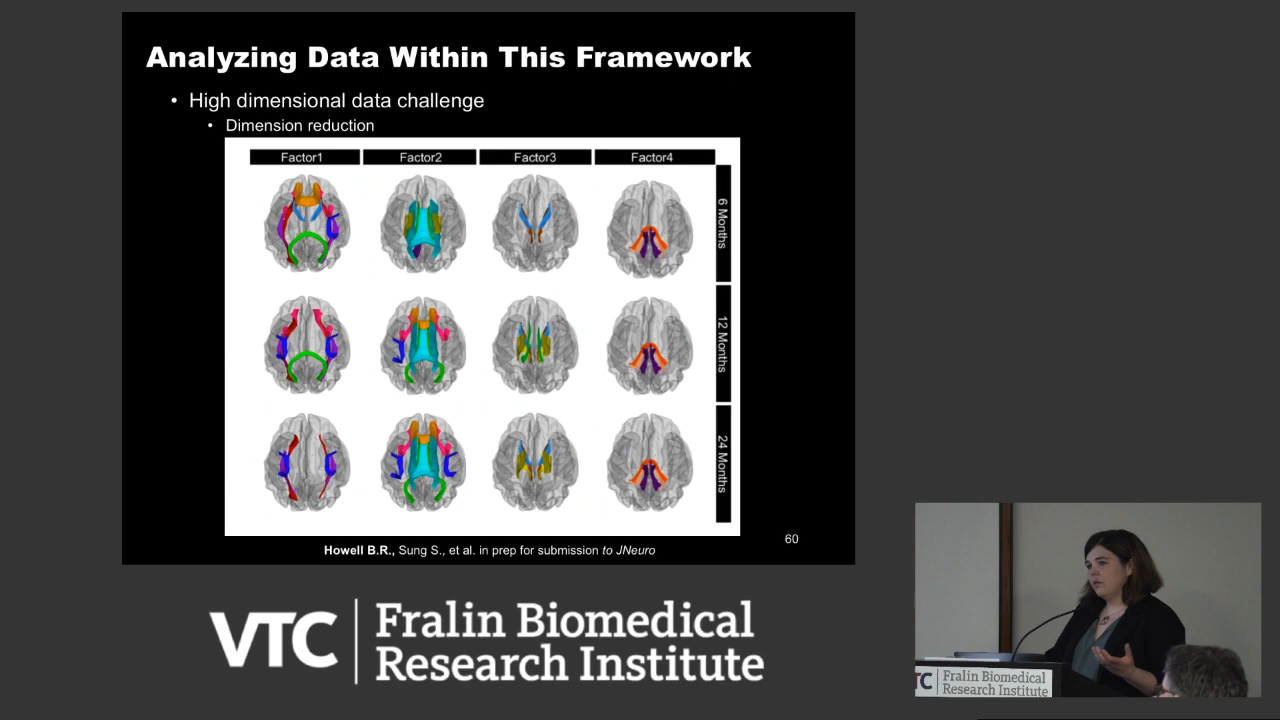 Analyzing Data Within This Framework
• High dimensional data challenge
• Dimension reduction
Factor1 Factor2 Factor3 Factor4
6 Months
12 Months
24 Months
Howell B.R., Sung S., et al. in prep for submission to JNeuro
60
VTC Fralin Biomedical
Research Institute
TC Fralin Biomedical
Research Institute